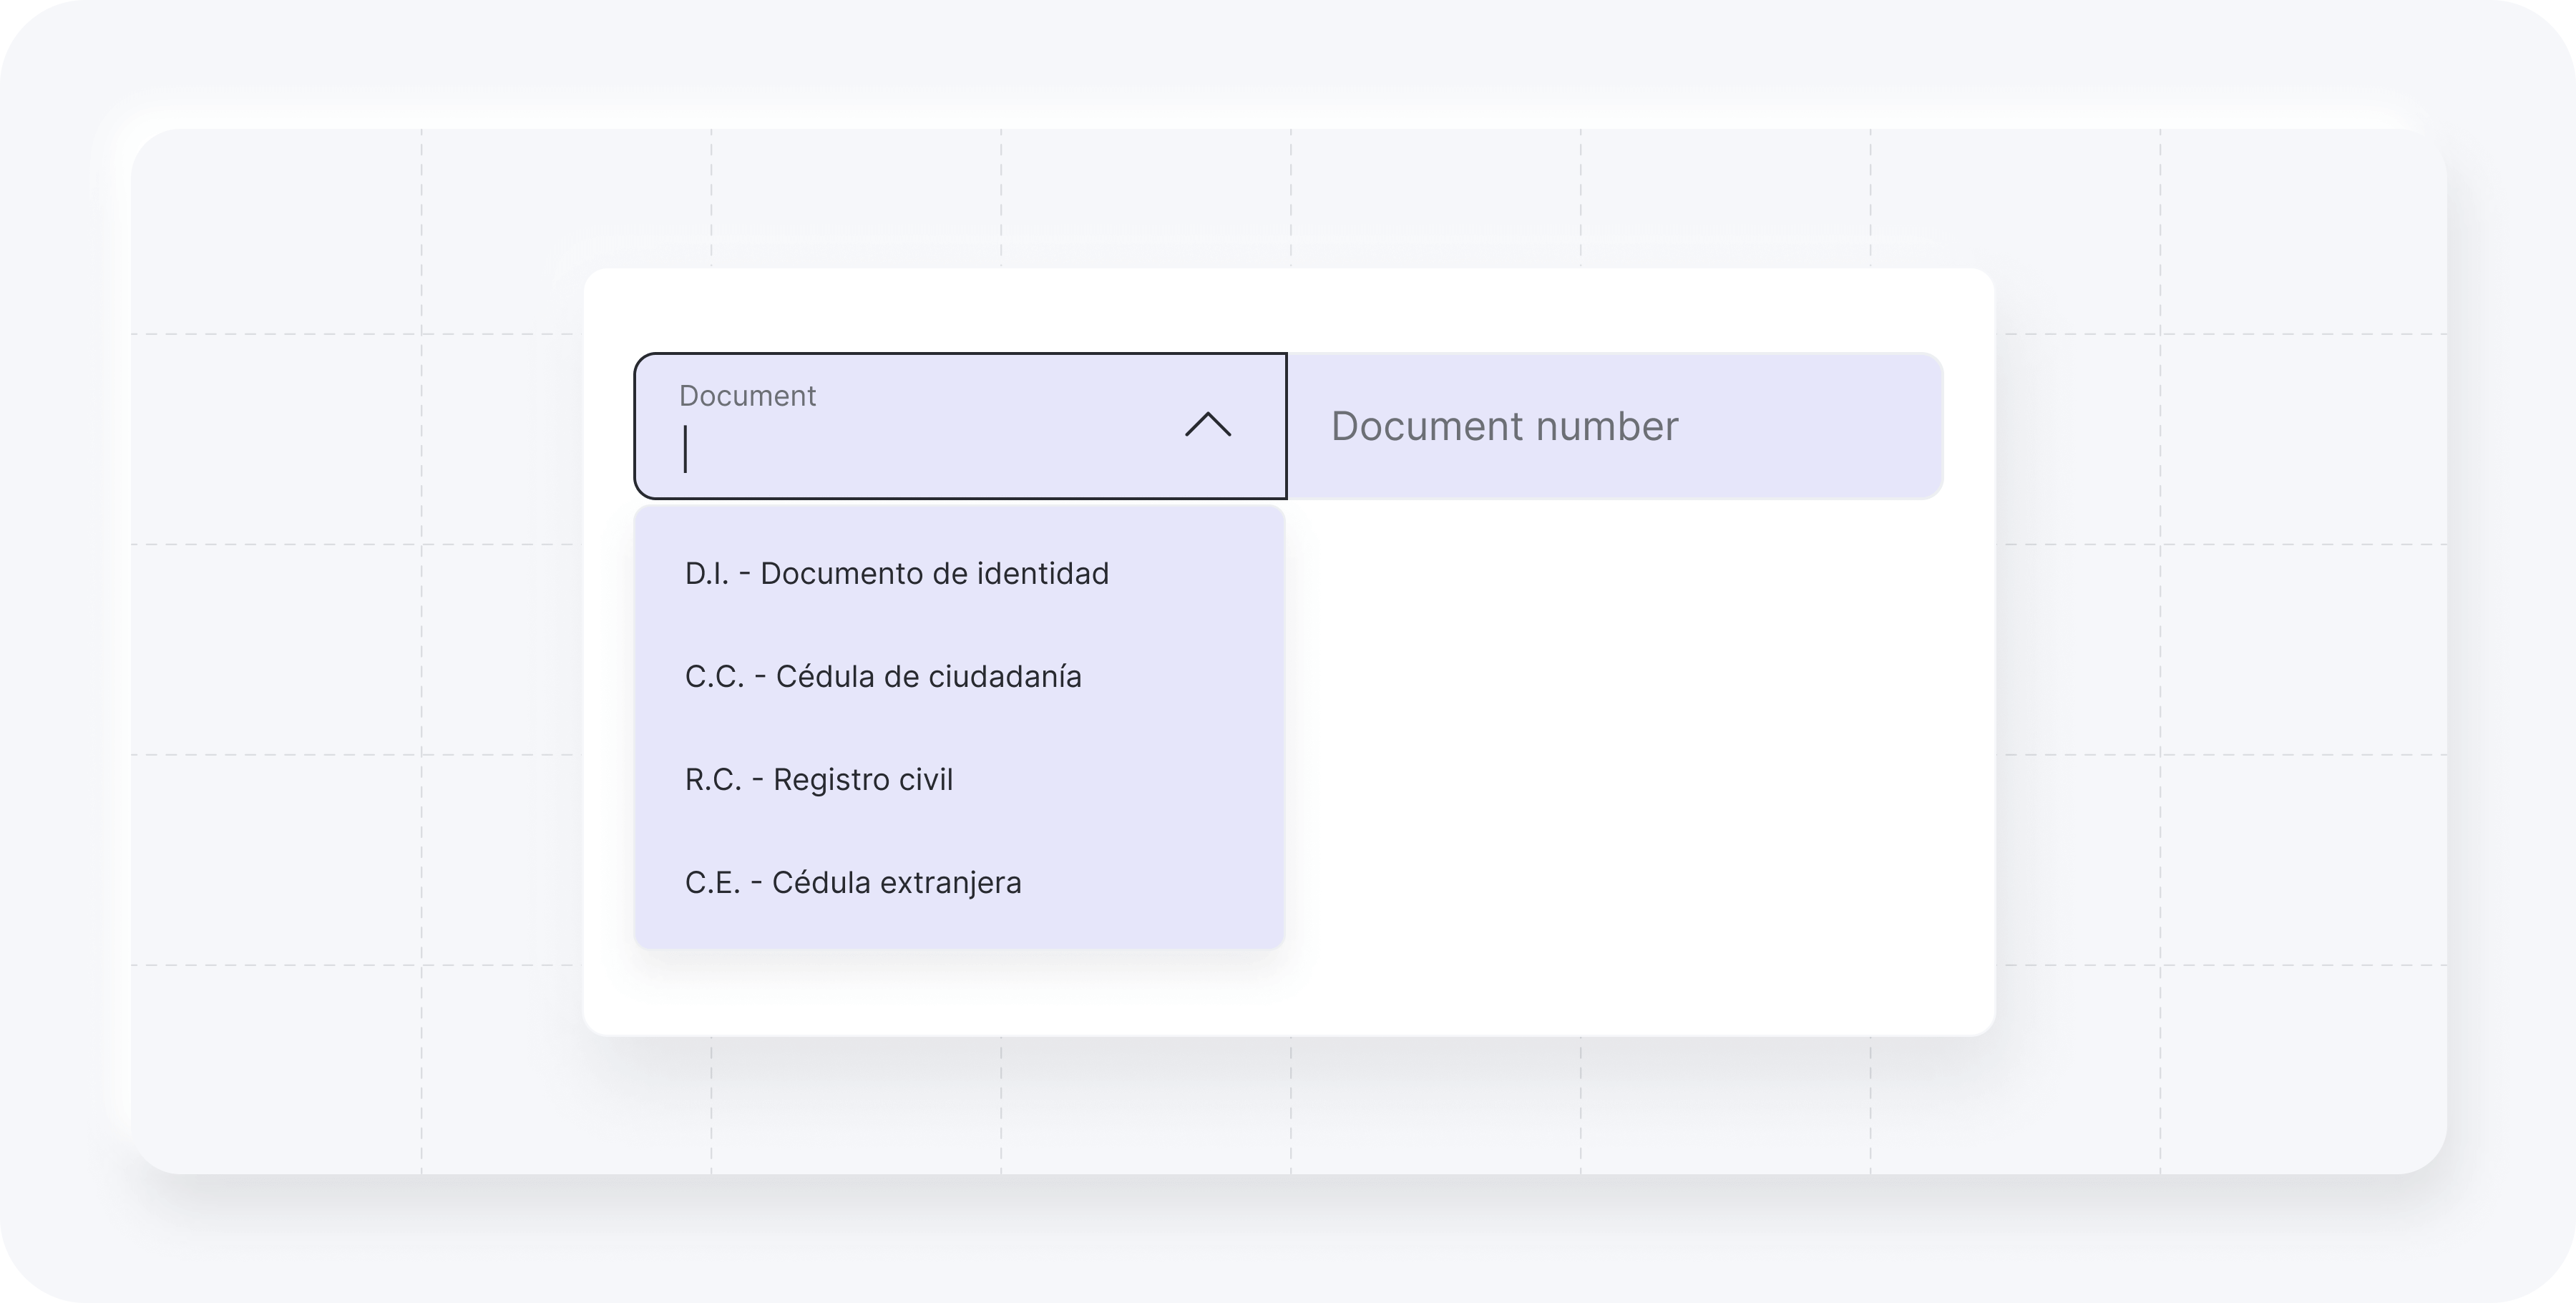 Document
Document number
D.I. - Documento de identidad
C.C. - Cédula de ciudadanía
R.C. - Registro civil
C.E. - Cédula extranjera